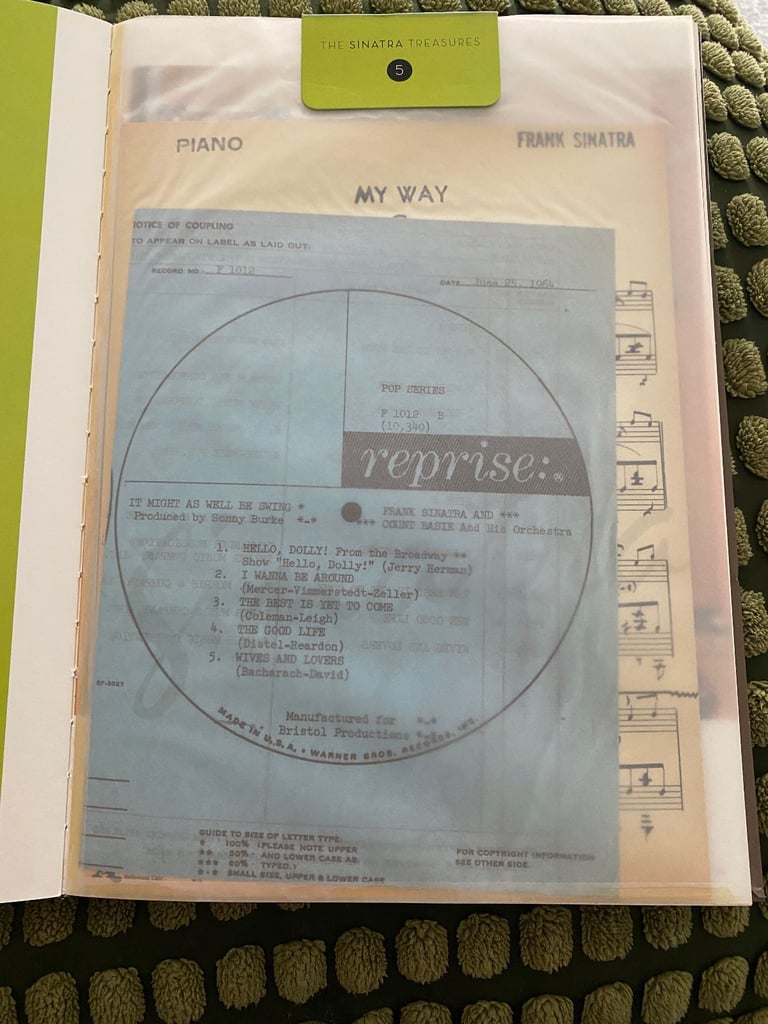 THE SINATRA TREASURES
5
PIANO
FRANK SINATRA
MY WAY
NOTICE OF COUPLING
TO APPEAR ON LABEL AS LAID OUT:
RECORD NO. F 1012
DATE June 25, 1964
POP SERIES
F 1012 B
(10,340)
reprise:®
IT MIGHT AS WELL BE SWING *
Produced by Sonny Burke *-*
FRANK SINATRA AND ***
*** COUNT BASIE And His Orchestra
1. HELLO, DOLLY! From the Broadway **
Show "Hello, Dolly!" (Jerry Herman)
2. I WANNA BE AROUND
(Mercer-Vimmerstedt-Zeller)
3. THE BEST IS YET TO COME
(Coleman-Leigh)
4. THE GOOD LIFE
(Distel-Reardon)
5. WIVES AND LOVERS
(Bacharach-David)
SF-2027
Manufactured for *-*
Bristol Productions *-*
MADE IN U.S.A. • WARNER BROS. RECORDS, INC.
GUIDE TO SIZE OF LETTER TYPE:
* 100% (PLEASE NOTE UPPER
** 80% AND LOWER CASE AS
*** 60% TYPED.)
*-* SMALL SIZE, UPPER & LOWER CASE
FOR COPYRIGHT INFORMATION
SEE OTHER SIDE.